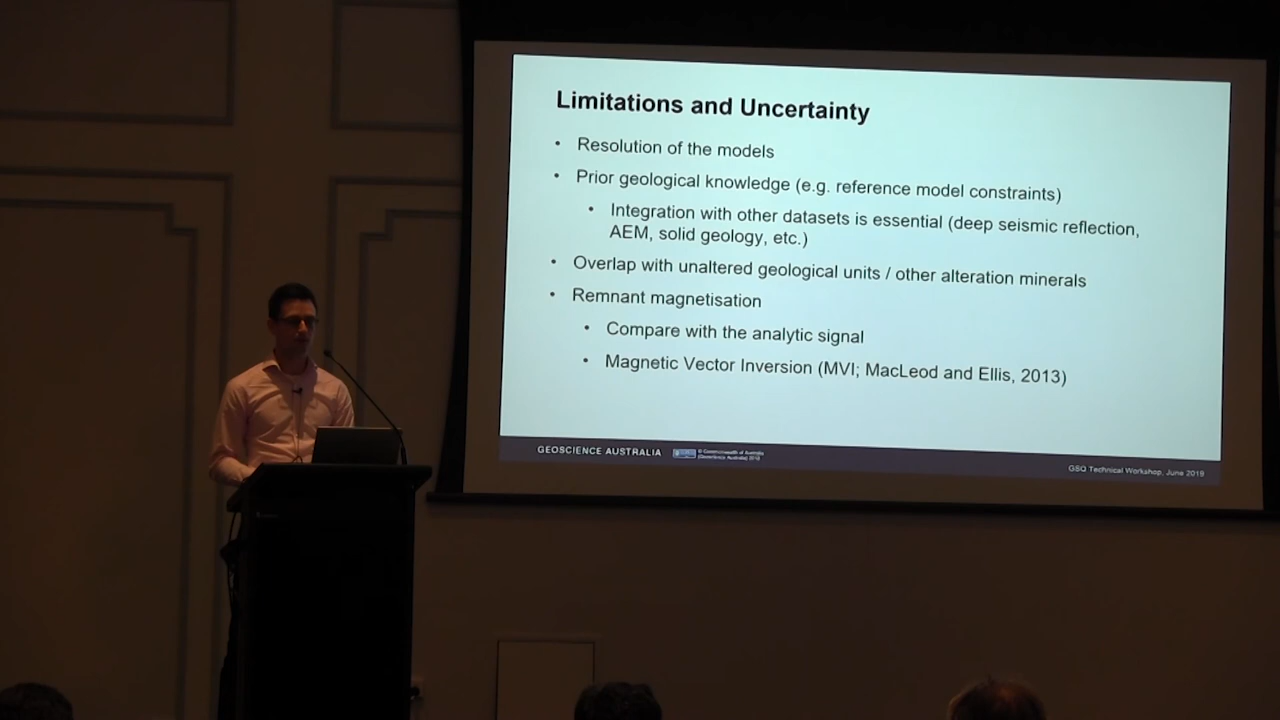 Limitations and Uncertainty
• Resolution of the models
• Prior geological knowledge (e.g. reference model constraints)
• Integration with other datasets is essential (deep seismic reflection,
AEM, solid geology, etc.)
• Overlap with unaltered geological units / other alteration minerals
• Remnant magnetisation
• Compare with the analytic signal
• Magnetic Vector Inversion (MVI; MacLeod and Ellis, 2013)
GEOSCIENCE AUSTRALIA
© Commonwealth of Australia
(Geoscience Australia) 2019
GSQ Technical Workshop, June 2019